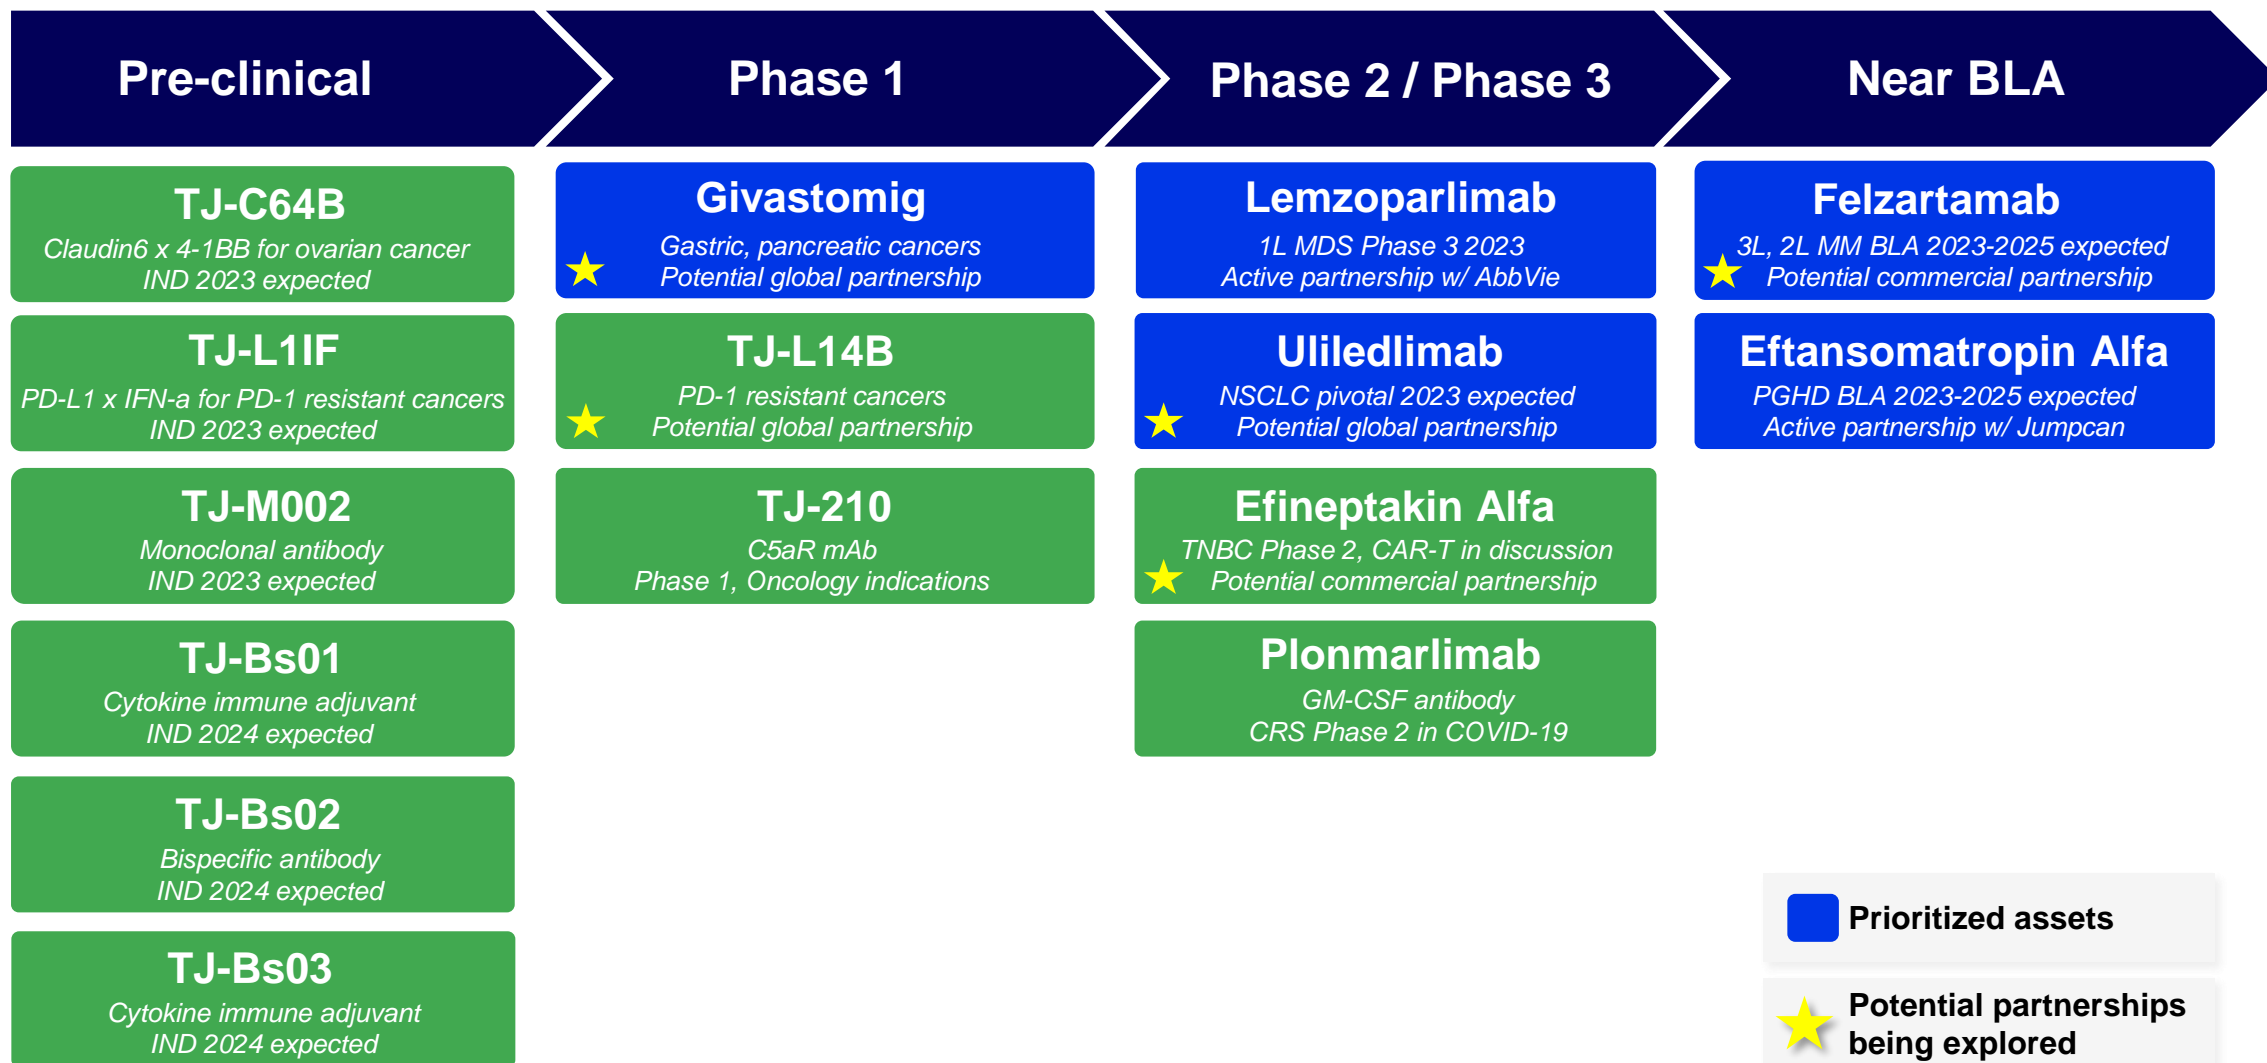 Pre-clinical
Phase 1
Phase 2 / Phase 3
Near BLA
TJ-C64B
Claudin6 x 4-1BB for ovarian cancer
IND 2023 expected
TJ-L1IF
PD-L1 x IFN-a for PD-1 resistant cancers
IND 2023 expected
TJ-M002
Monoclonal antibody
IND 2023 expected
TJ-Bs01
Cytokine immune adjuvant
IND 2024 expected
TJ-Bs02
Bispecific antibody
IND 2024 expected
TJ-Bs03
Cytokine immune adjuvant
IND 2024 expected
Givastomig
Gastric, pancreatic cancers
Potential global partnership
TJ-L14B
PD-1 resistant cancers
Potential global partnership
TJ-210
C5aR mAb
Phase 1, Oncology indications
Lemzoparlimab
1L MDS Phase 3 2023
Active partnership w/ AbbVie
Uliledlimab
NSCLC pivotal 2023 expected
Potential global partnership
Efineptakin Alfa
TNBC Phase 2, CAR-T in discussion
Potential commercial partnership
Plonmarlimab
GM-CSF antibody
CRS Phase 2 in COVID-19
Felzartamab
3L, 2L MM BLA 2023-2025 expected
Potential commercial partnership
Eftansomatropin Alfa
PGHD BLA 2023-2025 expected
Active partnership w/ Jumpcan
Prioritized assets
Potential partnerships
being explored